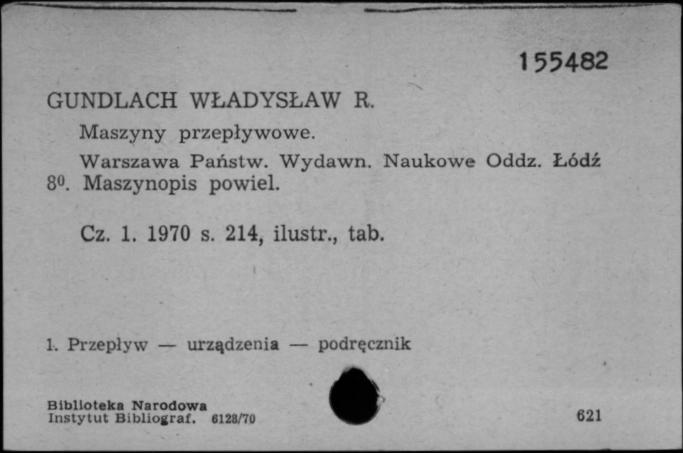 155482
GUNDLACH WŁADYSŁAW R.
Maszyny przepływowe.
Warszawa Państw. Wydawn. Naukowe Oddz. Łódź
8⁰. Maszynopis powiel.
Cz. 1. 1970 s. 214, ilustr., tab.
1. Przepływ — urządzenia — podręcznik
Biblioteka Narodowa
Instytut Bibliograf. 6128/70 621